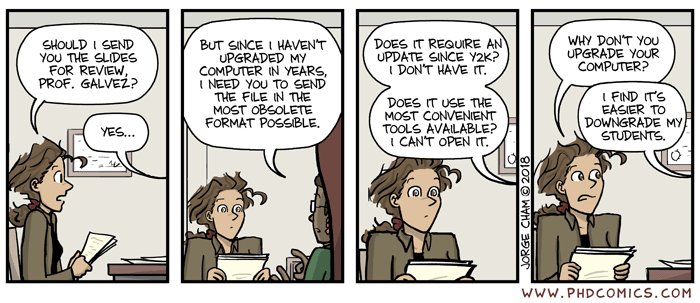 SHOULD I SEND
YOU THE SLIDES
FOR REVIEW,
PROF. GALVEZ?
YES...
BUT SINCE I HAVEN'T
UPGRADED MY
COMPUTER IN YEARS,
I NEED YOU TO SEND
THE FILE IN THE
MOST OBSOLETE
FORMAT POSSIBLE.
DOES IT REQUIRE AN
UPDATE SINCE Y2K?
I DON'T HAVE IT.
DOES IT USE THE
MOST CONVENIENT
TOOLS AVAILABLE?
I CAN'T OPEN IT.
WHY DON'T YOU
UPGRADE YOUR
COMPUTER?
I FIND IT'S
EASIER TO
DOWNGRADE MY
STUDENTS.
JORGE CHAM © 2018
WWW.PHDCOMICS.COM